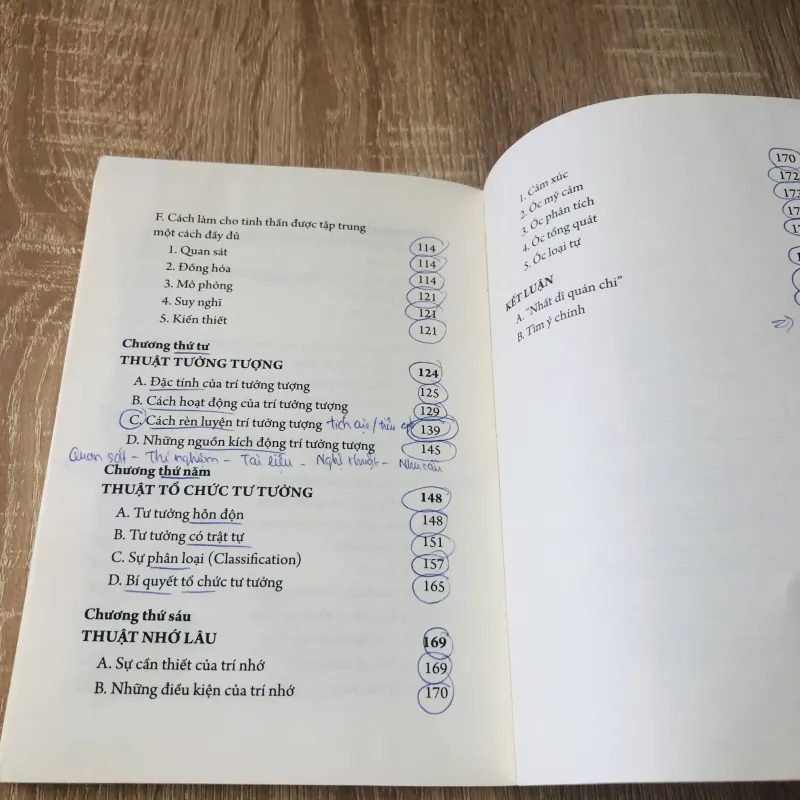 F. Cách làm cho tinh thần được tập trung
một cách đầy đủ 114
1. Quan sát 114
2. Đồng hóa 114
3. Mô phỏng 121
4. Suy nghĩ 121
5. Kiến thiết 121
Chương thứ tư
THUẬT TƯỞNG TƯỢNG 124
A. Đặc tính của trí tưởng tượng 125
B. Cách hoạt động của trí tưởng tượng 129
C. Cách rèn luyện trí tưởng tượng tích cực/tiêu cực 139
D. Những nguồn kích động trí tưởng tượng 145
Quan sát - Thí nghiệm - Tài liệu - Nghệ thuật - Nhu cầu
Chương thứ năm
THUẬT TỔ CHỨC TƯ TƯỞNG 148
A. Tư tưởng hỗn độn 148
B. Tư tưởng có trật tự 151
C. Sự phân loại (Classification) 157
D. Bí quyết tổ chức tư tưởng 165
Chương thứ sáu
THUẬT NHỚ LÂU 169
A. Sự cần thiết của trí nhớ 169
B. Những điều kiện của trí nhớ 170
1. Cảm xúc 170
2. Óc mỹ cảm 172
3. Óc phân tích 173
4. Óc tổng quát
5. Óc loại tự
KẾT LUẬN
A. "Nhất dĩ quán chi"
B. Tìm ý chính